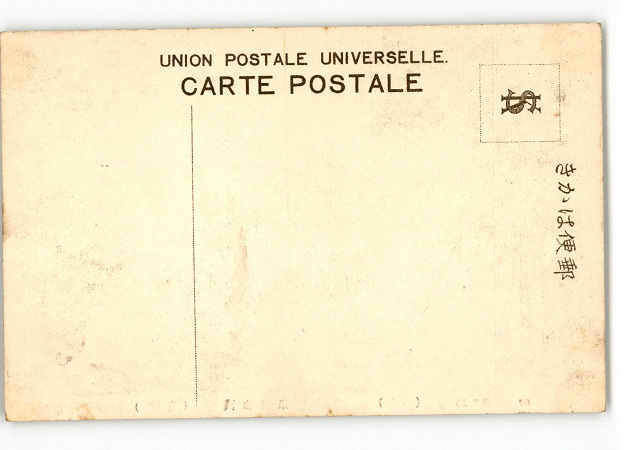 UNION POSTALE UNIVERSELLE.
CARTE POSTALE
郵便はかき